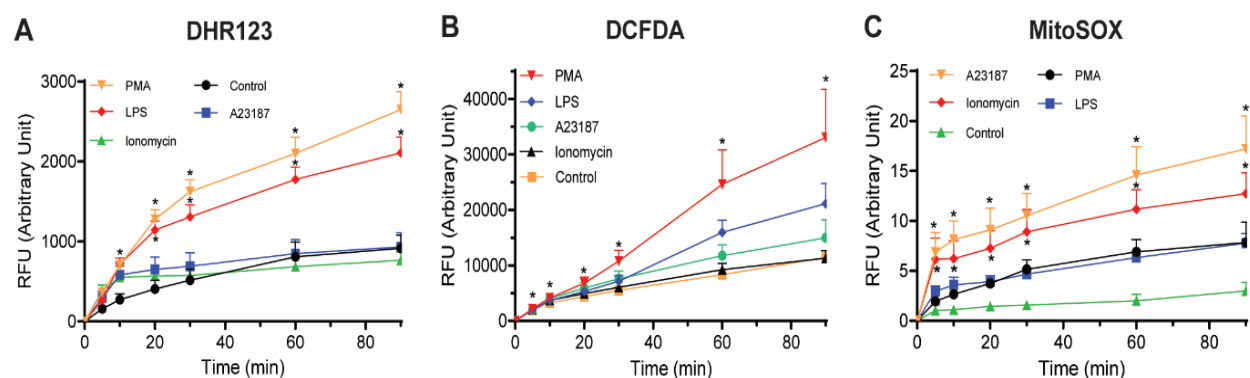 A
DHR123
PMA
Control
LPS
A23187
Ionomycin
RFU (Arbitrary Unit)
3000
2000
1000
0
0 20 40 60 80
Time (min)
* * * * * * * * *
B
DCFDA
PMA
LPS
A23187
Ionomycin
Control
RFU (Arbitrary Unit)
40000
30000
20000
10000
0
0 20 40 60 80
Time (min)
* * * * * *
C
MitoSOX
A23187
PMA
Ionomycin
LPS
Control
RFU (Arbitrary Unit)
25
20
15
10
5
0
0 20 40 60 80
Time (min)
* * * * * * * * * * * *